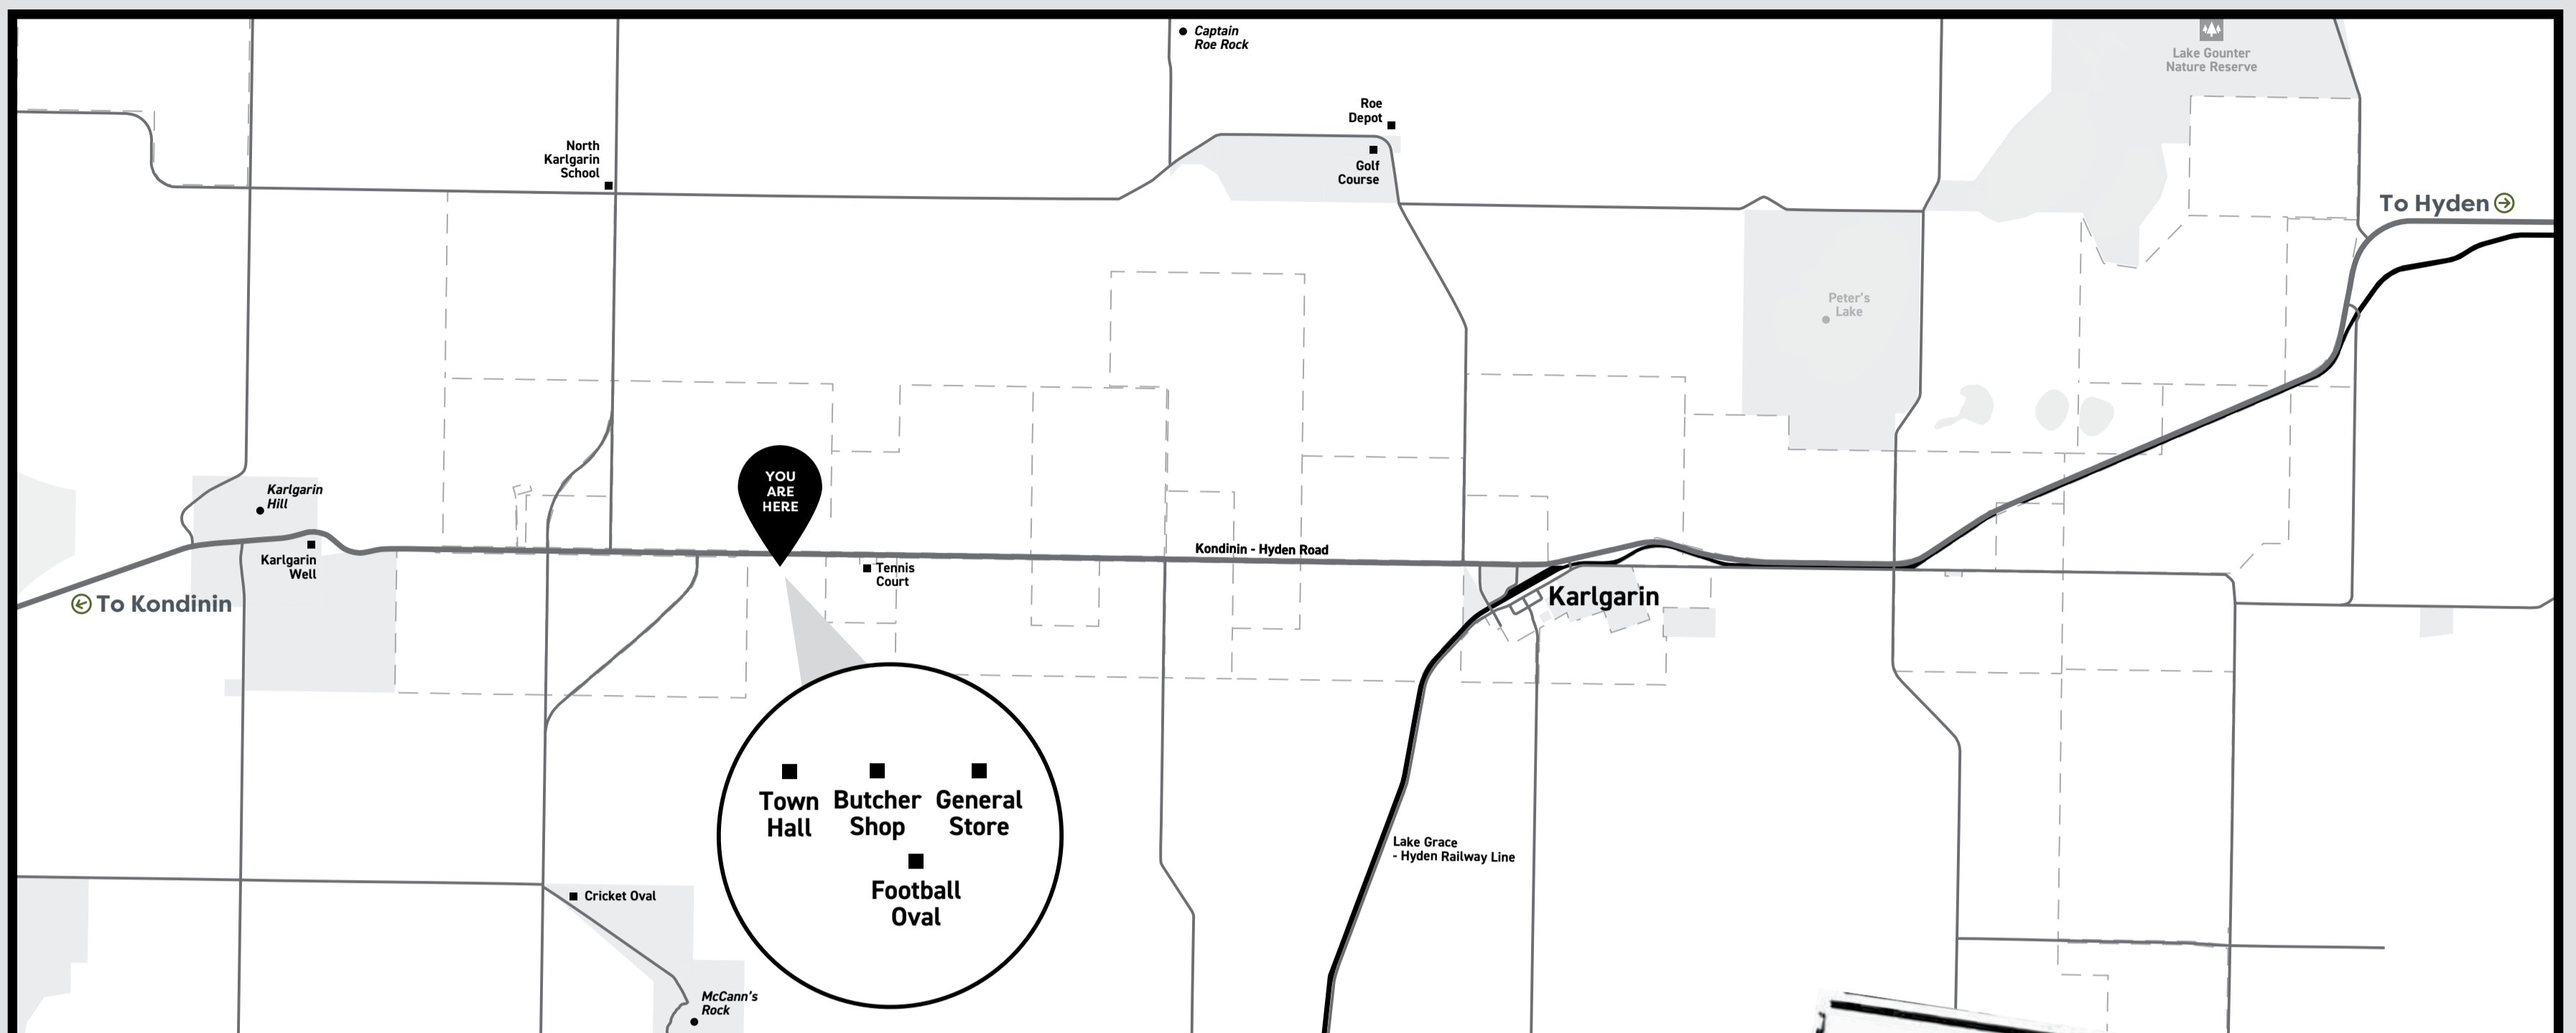 Captain
Roe Rock
Lake Gounter
Nature Reserve
Roe
Depot
North
Karlgarin
School
Golf
Course
To Hyden
Peter's
Lake
YOU
ARE
HERE
Karlgarin
Hill
Kondinin - Hyden Road
Karlgarin
Well
Tennis
Court
To Kondinin
Karlgarin
Town
Hall
Butcher
Shop
General
Store
Football
Oval
Lake Grace
- Hyden Railway Line
Cricket Oval
McCann's
Rock